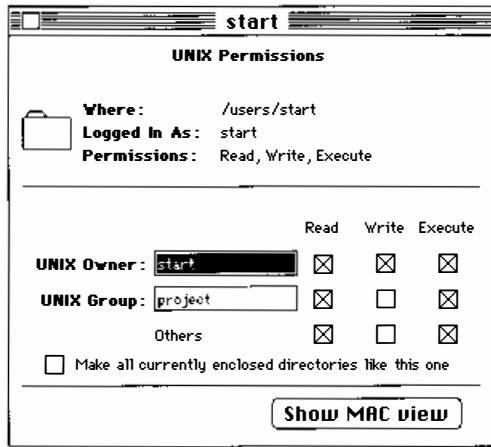 start
UNIX Permissions
Where: /users/start
Logged In As: start
Permissions: Read, Write, Execute
Read Write Execute
UNIX Owner: start
UNIX Group: project
Others
Make all currently enclosed directories like this one
Show MAC view